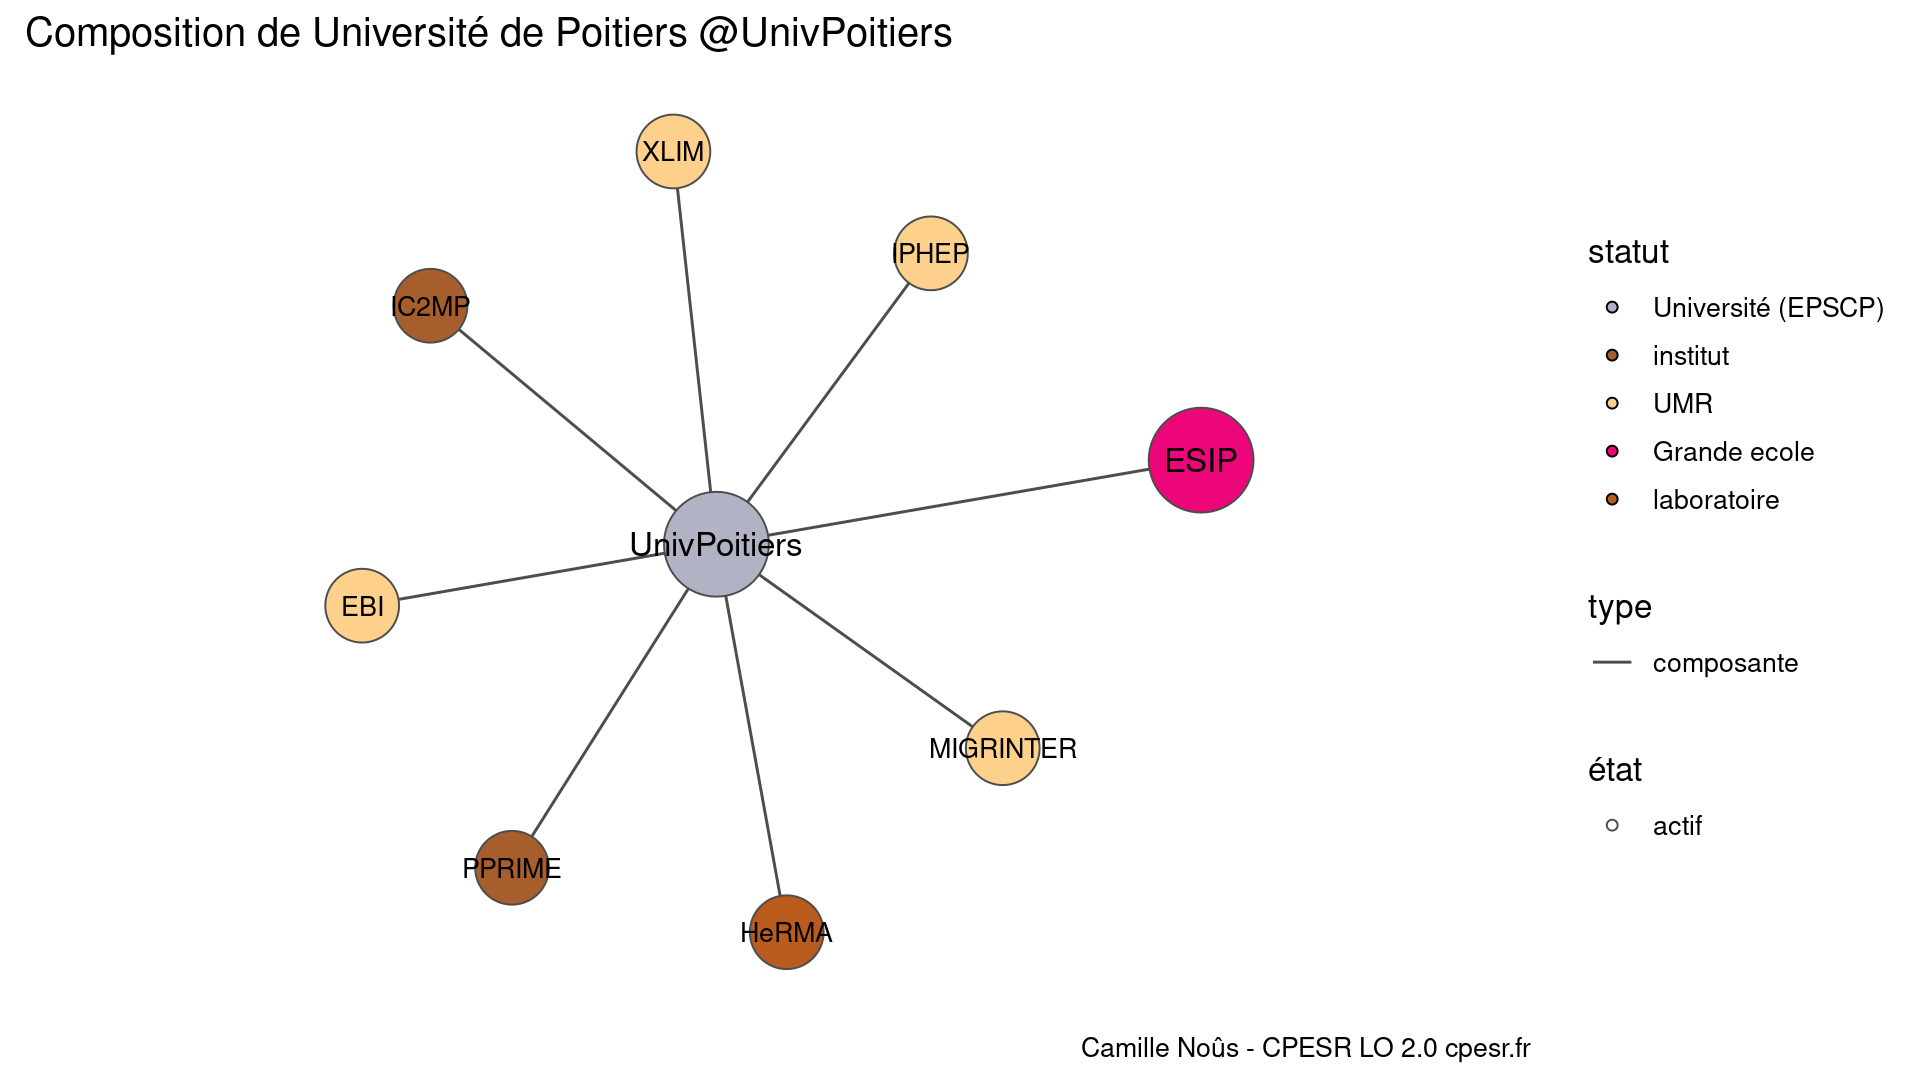 Composition de Université de Poitiers @UnivPoitiers
XLIM
IPHEP
IC2MP
ESIP
UnivPoitiers
EBI
MIGRINTER
PPRIME
HeRMA
statut
Université (EPSCP)
institut
UMR
Grande ecole
laboratoire
type
composante
état
actif
Camille Noûs - CPESR LO 2.0 cpesr.fr